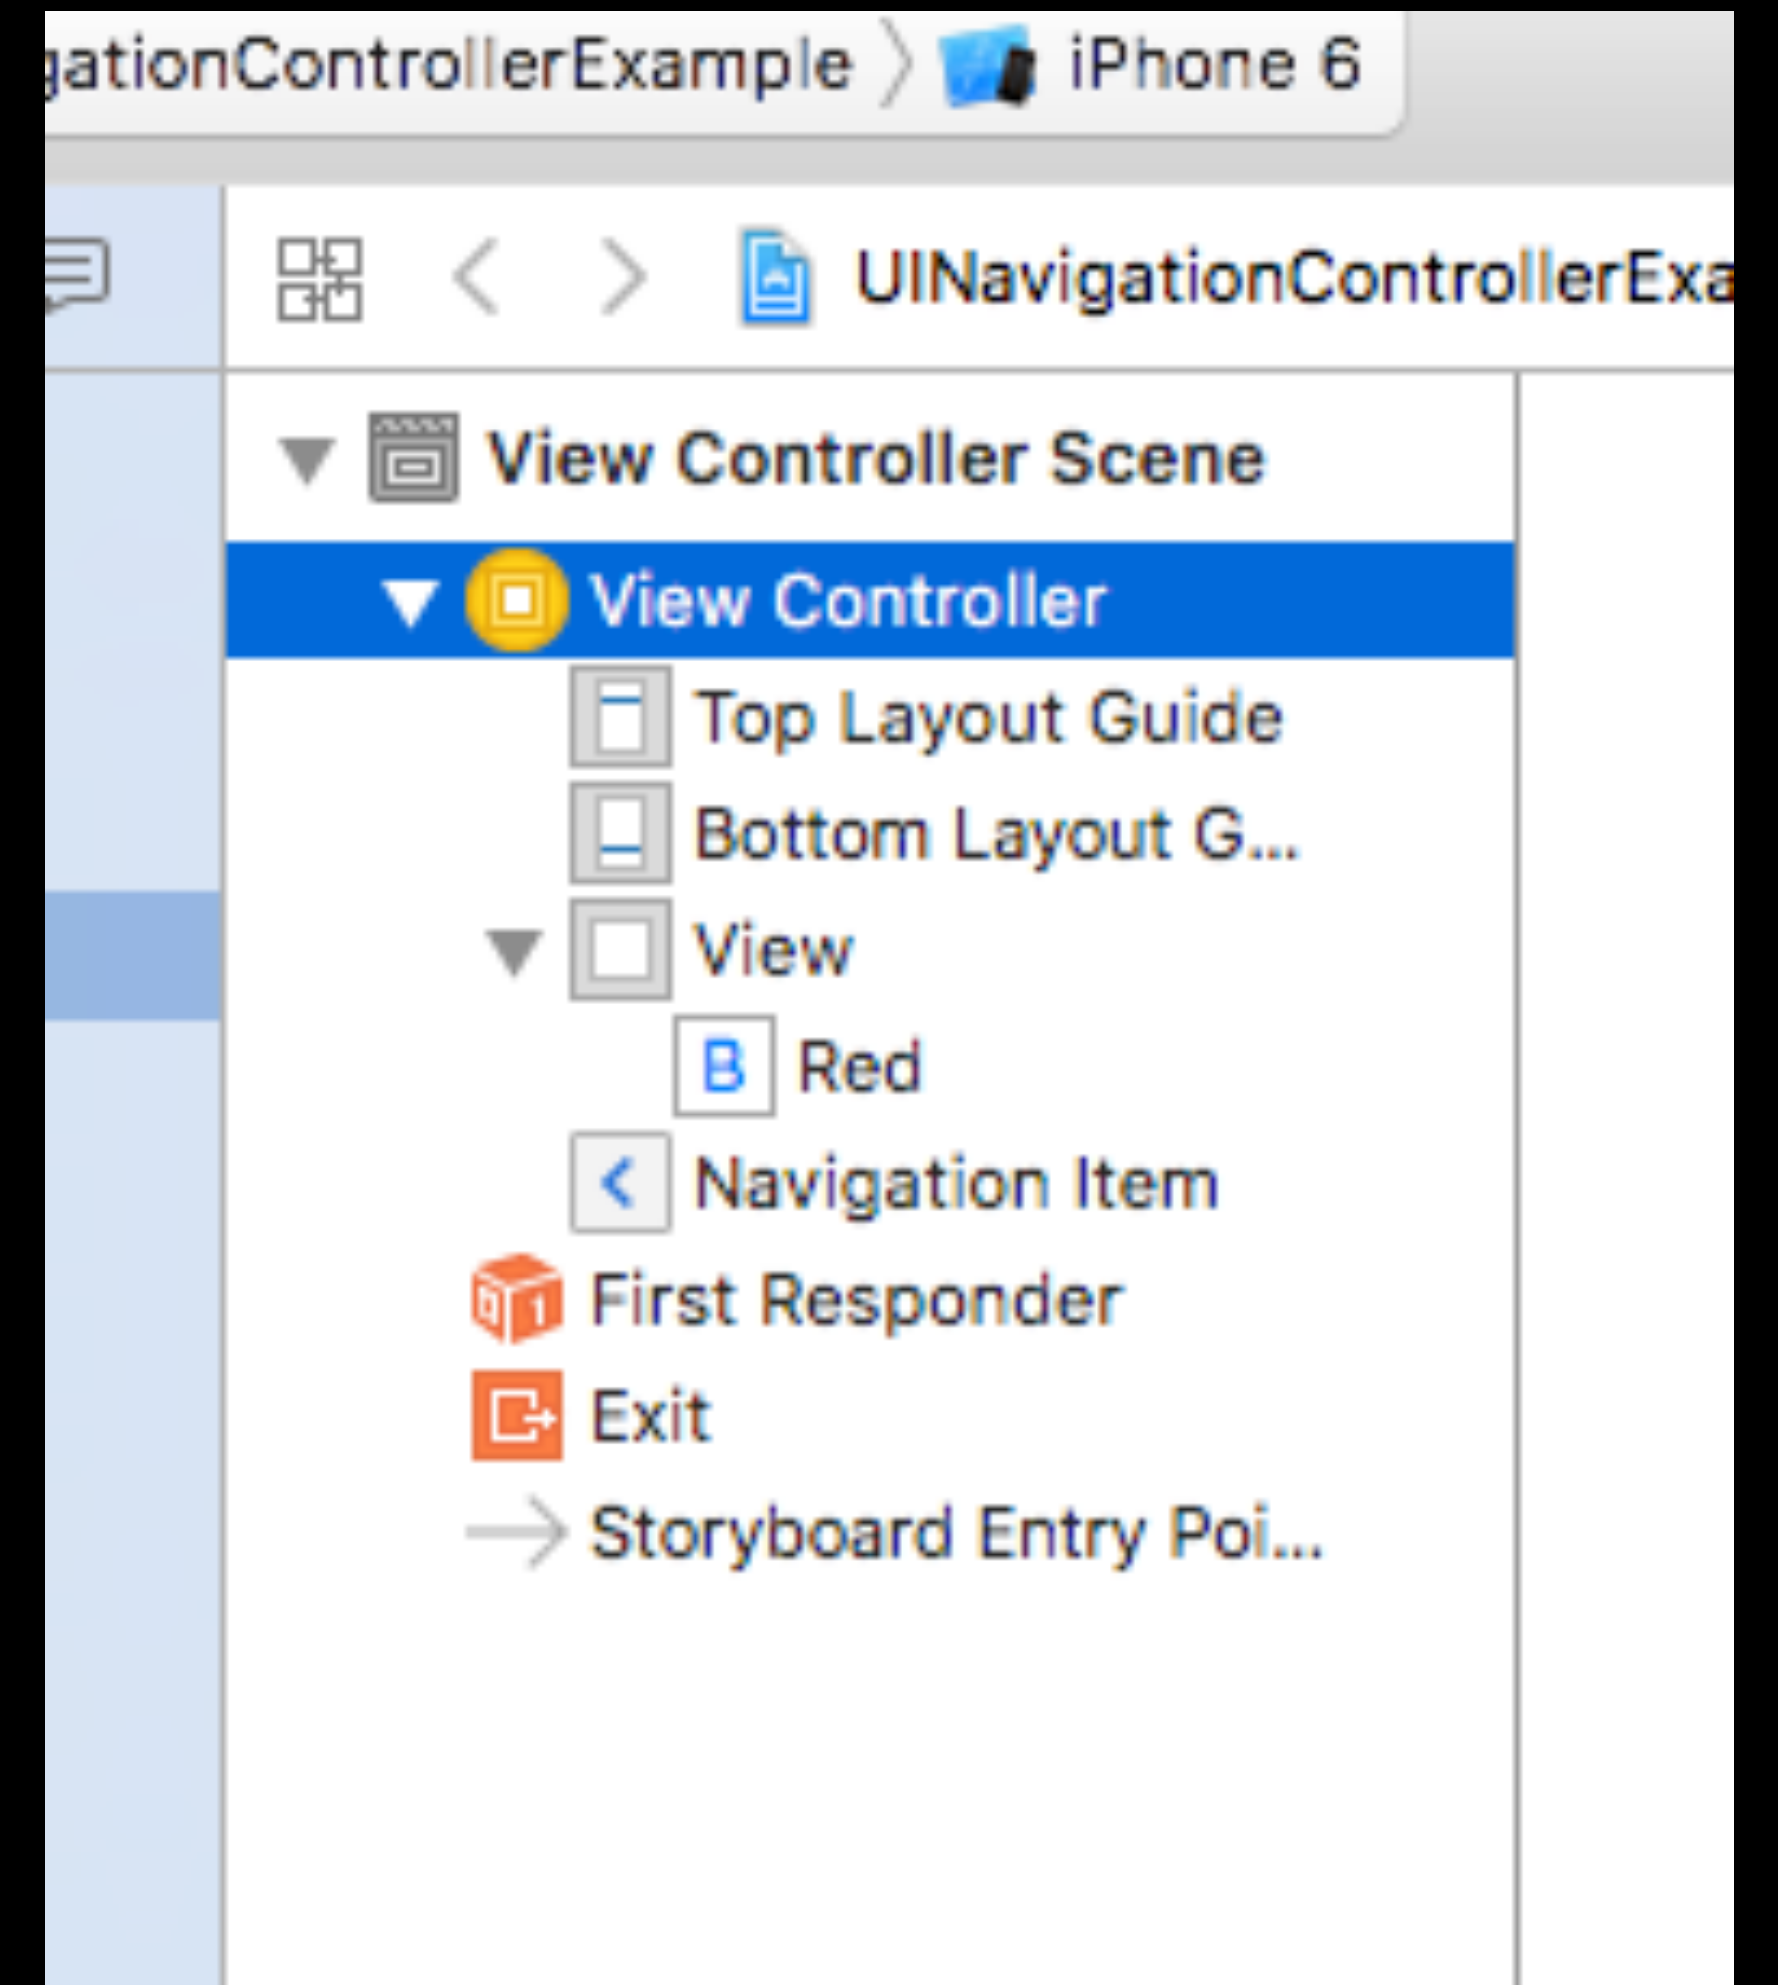 gationControllerExample iPhone 6
UINavigationControllerExa
View Controller Scene
View Controller
Top Layout Guide
Bottom Layout G...
View
B Red
Navigation Item
First Responder
Exit
Storyboard Entry Poi...